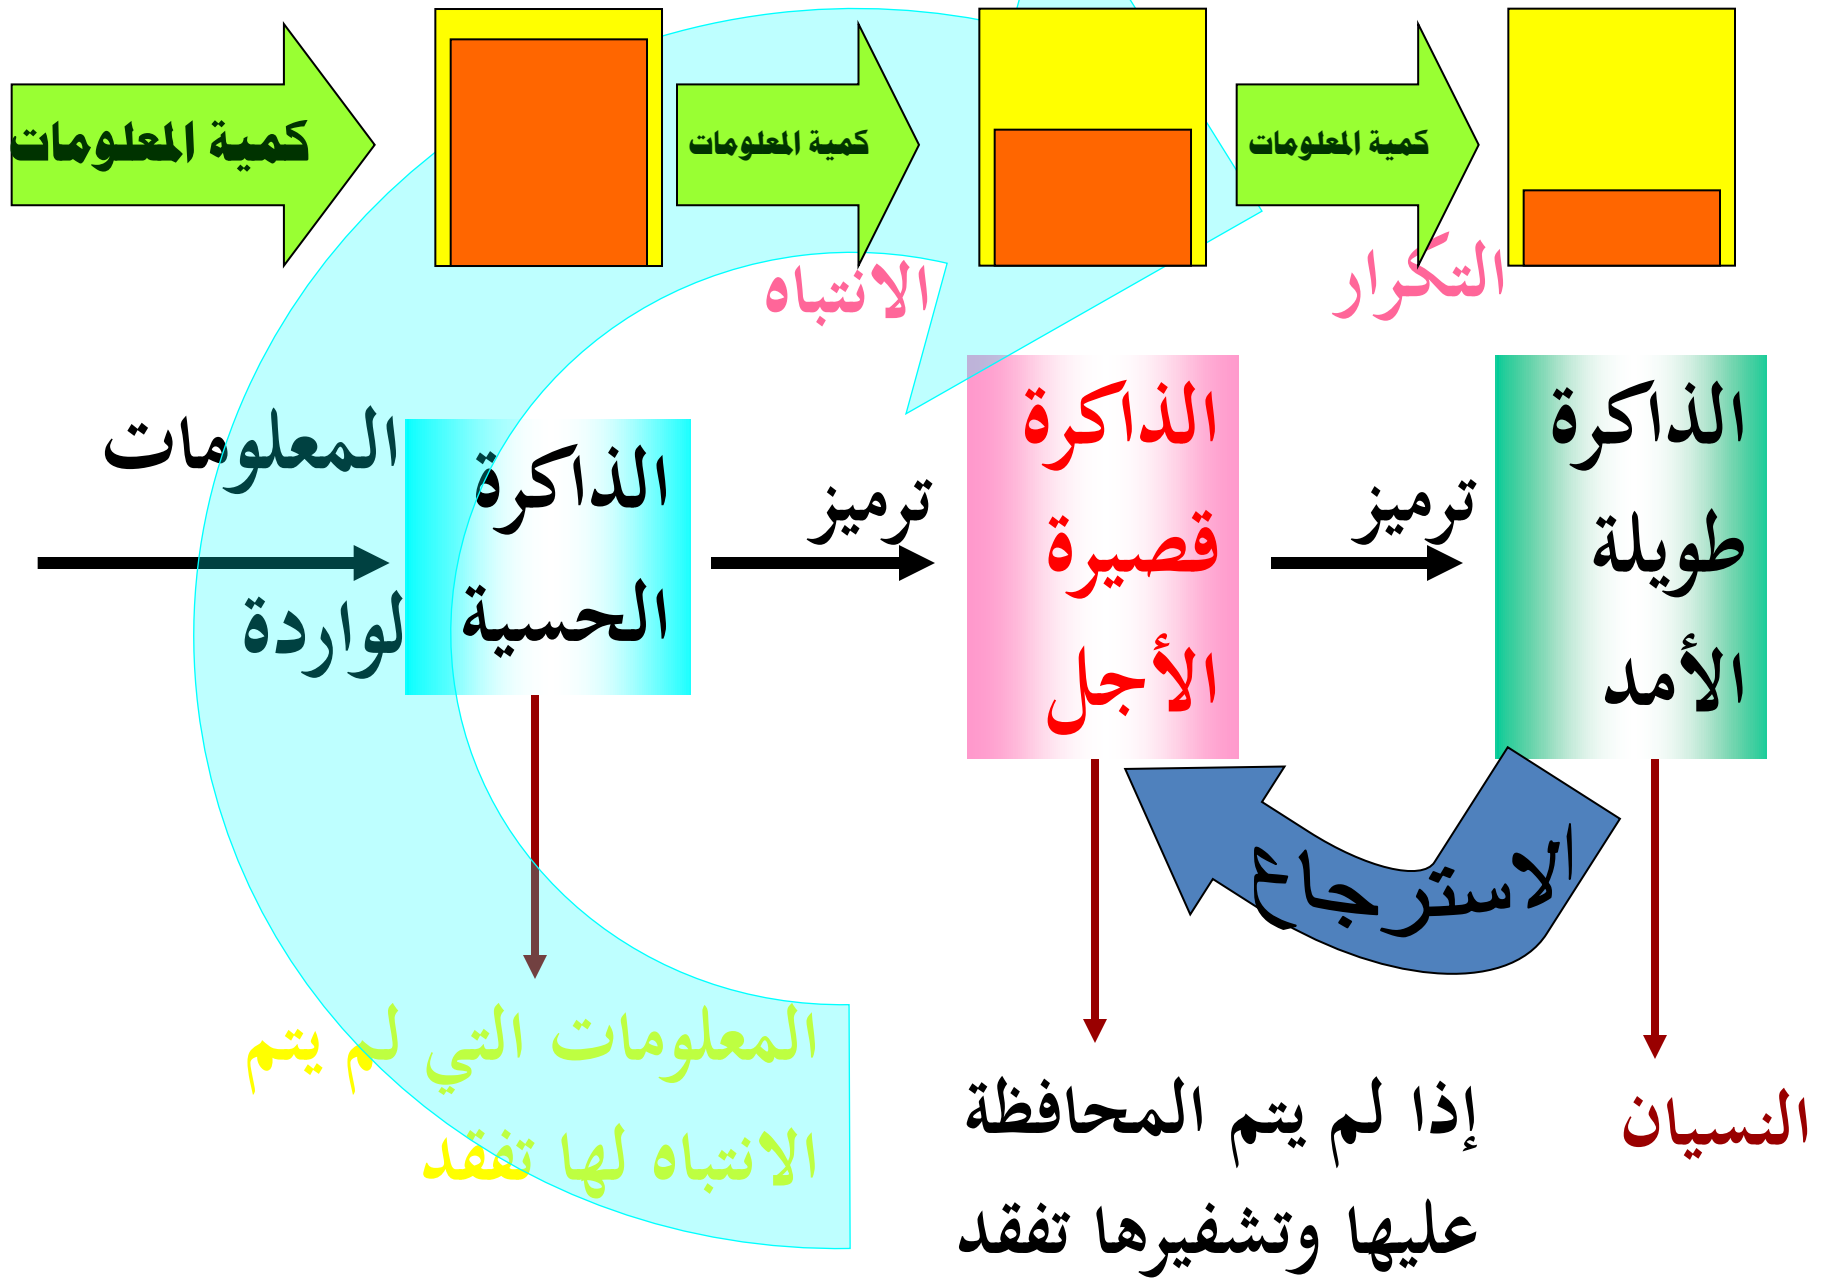 كمية المعلومات
كمية المعلومات
كمية المعلومات
الانتباه
التكرار
المعلومات
لواردة
الذاكرة
الحسية
ترميز
الذاكرة
قصيرة
الأجل
ترميز
الذاكرة
طويلة
الأمد
الاسترجاع
المعلومات التي لم يتم
الانتباه لها تفقد
إذا لم يتم المحافظة
عليها وتشفيرها تفقد
النسيان